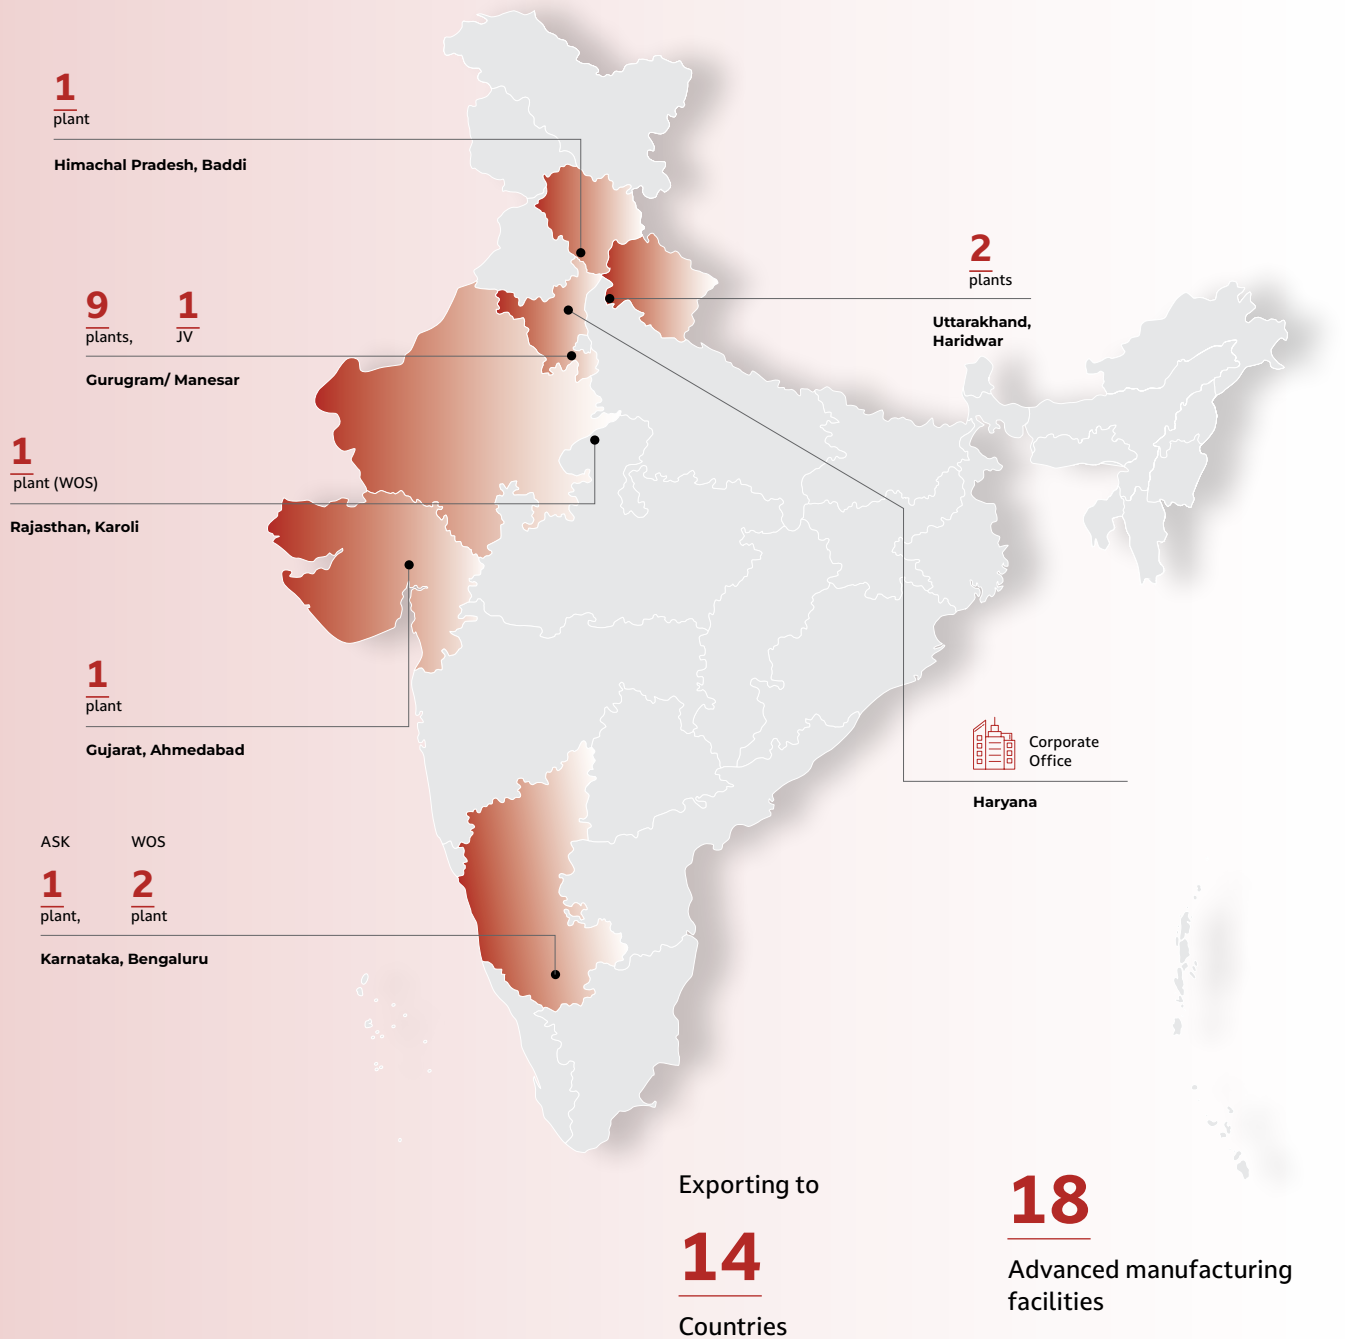 1
plant
Himachal Pradesh, Baddi
2
plants
Uttarakhand,
Haridwar
9 1
plants, JV
Gurugram/ Manesar
1
plant (WOS)
Rajasthan, Karoli
1
plant
Gujarat, Ahmedabad
Corporate
Office
Haryana
ASK WOS
1 2
plant, plant
Karnataka, Bengaluru
Exporting to
14
Countries
18
Advanced manufacturing
facilities